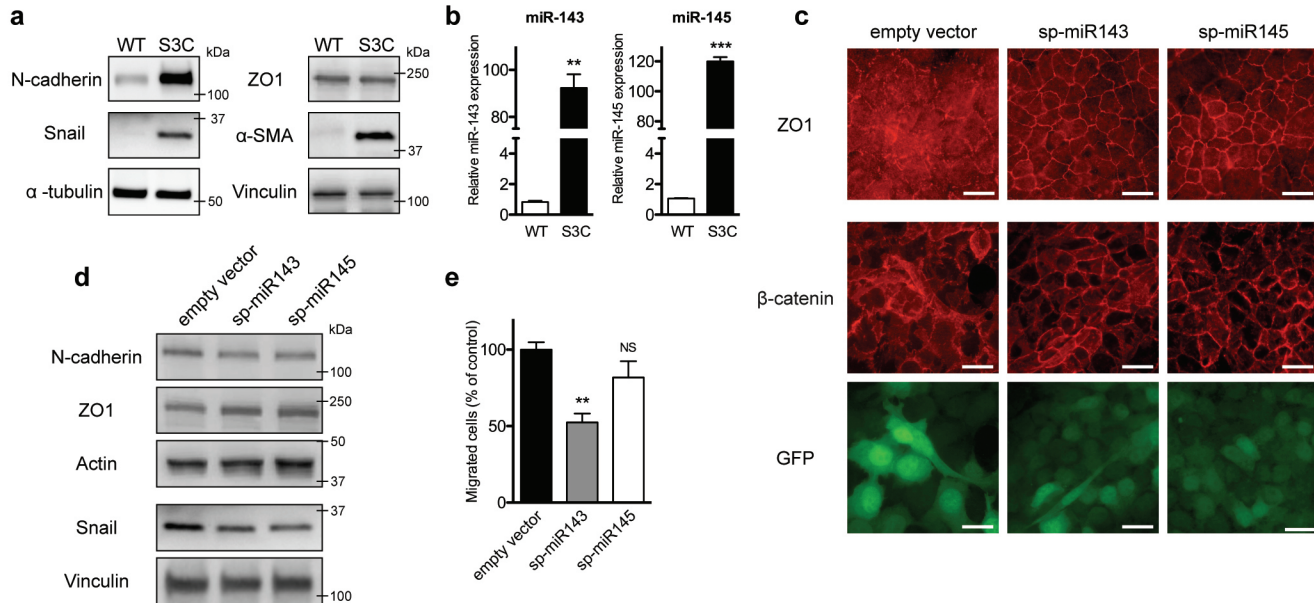 a
WT S3C
kDa
N-cadherin
100
37
Snail
α -tubulin
50
WT S3C
kDa
ZO1
250
α-SMA
37
Vinculin
100
b
miR-143
Relative miR-143 expression
100
80
6
4
2
0
**
WT S3C
miR-145
Relative miR-145 expression
120
100
80
6
4
2
0
***
WT S3C
c
empty vector sp-miR143 sp-miR145
ZO1
β-catenin
GFP
d
empty vector
sp-miR143
sp-miR145
kDa
N-cadherin
100
250
ZO1
50
Actin
37
37
Snail
Vinculin
100
e
Migrated cells (% of control)
100
50
0
**
NS
empty vector
sp-miR143
sp-miR145